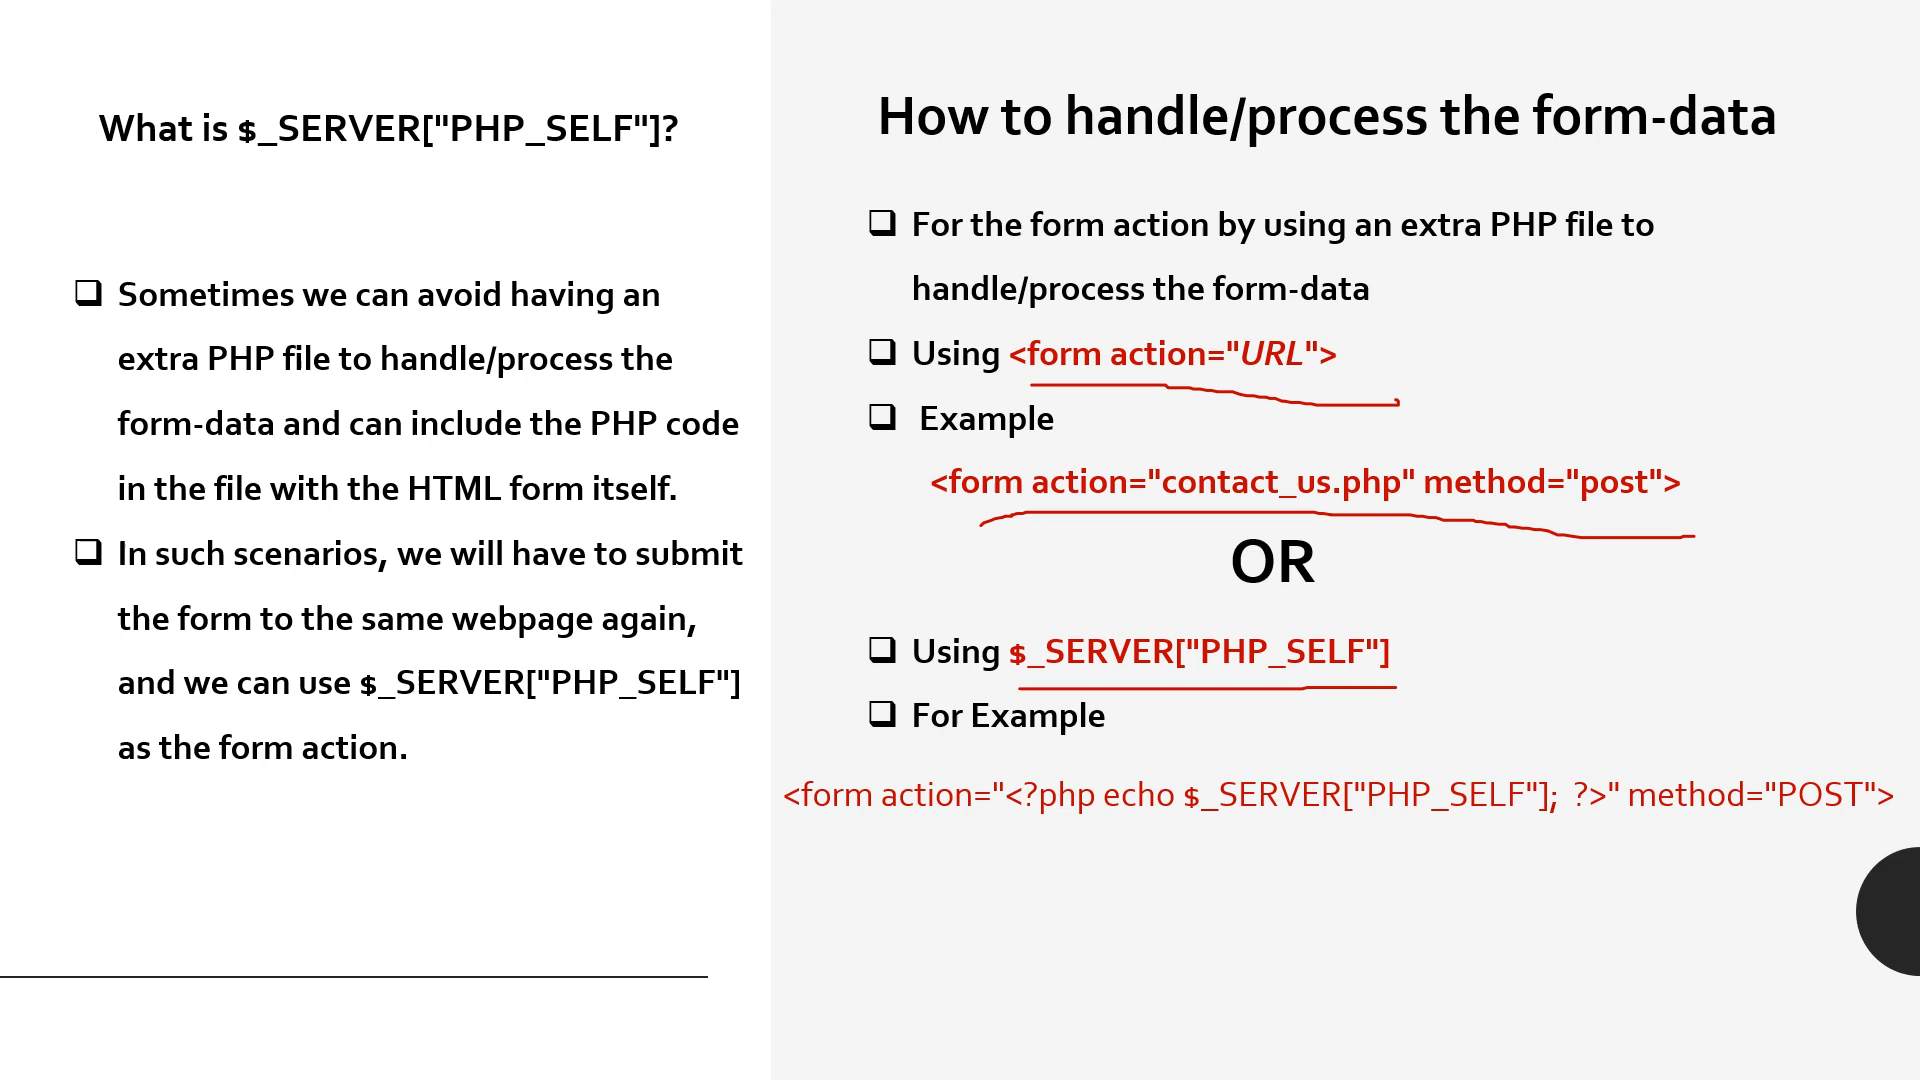 What is $_SERVER["PHP_SELF"]?
Sometimes we can avoid having an
extra PHP file to handle/process the
form-data and can include the PHP code
in the file with the HTML form itself.
In such scenarios, we will have to submit
the form to the same webpage again,
and we can use $_SERVER["PHP_SELF"]
as the form action.
How to handle/process the form-data
For the form action by using an extra PHP file to
handle/process the form-data
Using <form action="URL">
Example
<form action="contact_us.php" method="post">
OR
Using $_SERVER["PHP_SELF"]
For Example
<form action="<?php echo $_SERVER["PHP_SELF"]; ?>" method="POST">